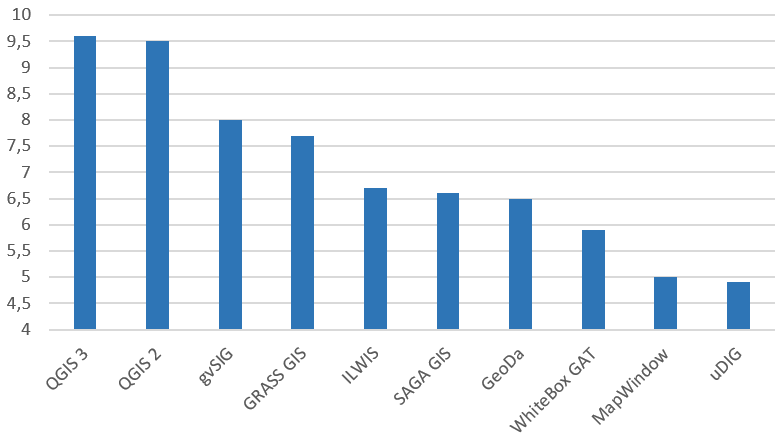 10
9,5
9
8,5
8
7,5
7
6,5
6
5,5
5
4,5
4
QGIS 3
QGIS 2
gvSIG
GRASS GIS
ILWIS
SAGA GIS
GeoDa
WhiteBox GAT
MapWindow
uDIG